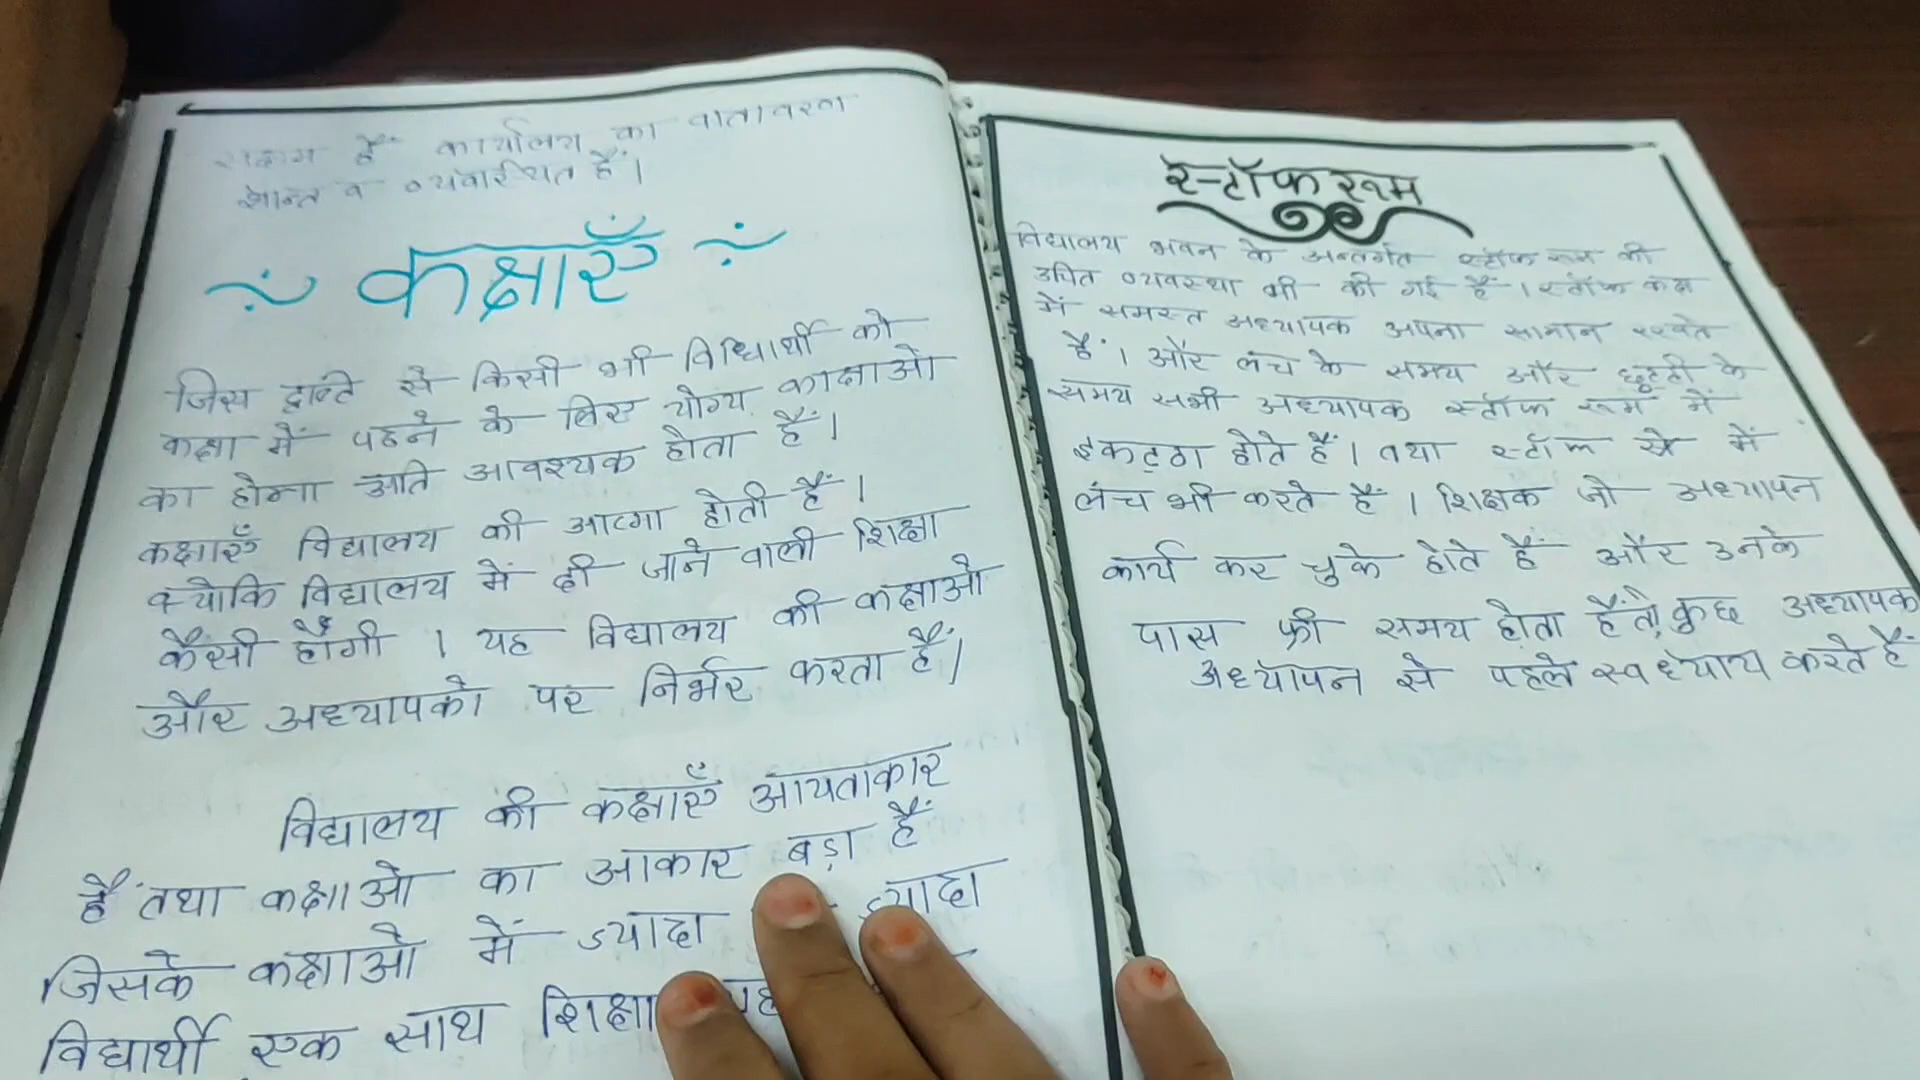 सक्षम हैं कार्यालय का वातावरण
शान्त व व्यवस्थित हैं।
कक्षाएँ
जिस दृष्टि से किसी भी विधियार्थी को
कक्षा में पढने के लिए योग्य काक्षाओ
का होना अति आवश्यक होता हैं।
कक्षाएँ विद्यालय की आत्मा होती हैं।
क्योकि विद्यालय में दी जाने वाली शिक्षा
कैसी होगी । यह विद्यालय की कक्षाओ
और अध्यापको पर निर्भर करता हैं।
विद्यालय की कक्षाएँ आयताकार
हैं तथा कक्षाओ का आकार बड़ा हैं
जिसके कक्षाओ में ज्यादा ज्यादा
विद्यार्थी एक साथ शिक्षा
स्टॉफ रूम
विद्यालय भवन के अन्तर्गत स्टॉफ रूम की
उचित व्यवस्था भी की गई हैं । स्टॉफ कक्ष
में समस्त अध्यापक अपना सामान रखते
हैं । और लंच के समय और छुट्टी के
समय सभी अध्यापक स्टॉफ रूम में
इकट्ठा होते हैं । तथा स्टॉफ में
लंच भी करते हैं । शिक्षक जो अध्यापन
कार्य कर चुके होते हैं और उनके
पास फ्री समय होता हैं तो, कुछ अध्यापक
अध्यापन से पहले स्वध्याय करते हैं